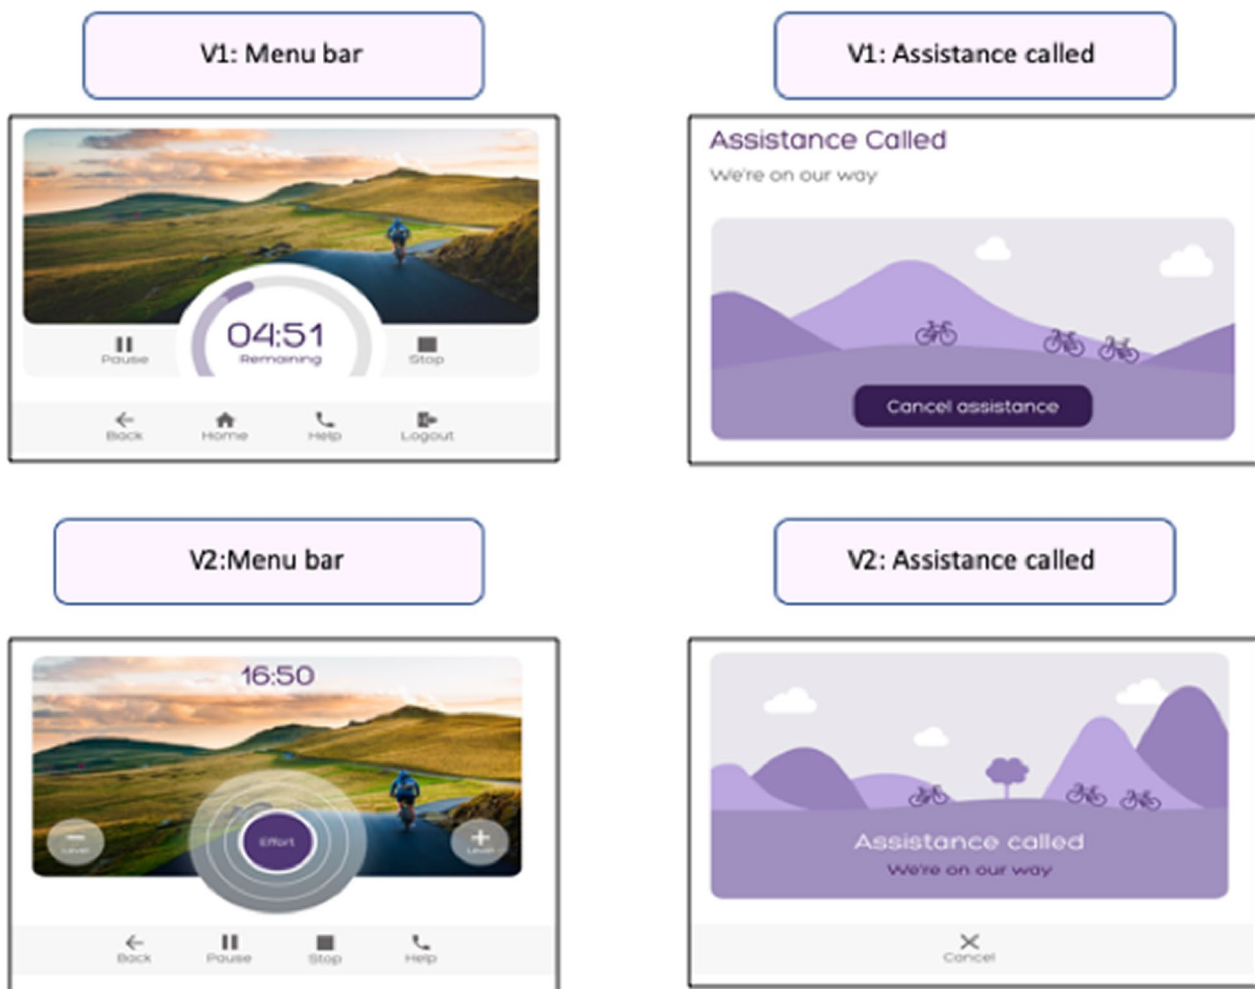 V1: Menu bar
04:51
Remaining
Pause
Stop
Back
Home
Help
Logout
V1: Assistance called
Assistance Called
We're on our way
Cancel assistance
V2:Menu bar
16:50
Effort
Level
Level
Back
Pause
Stop
Help
V2: Assistance called
Assistance called
We're on our way
Cancel